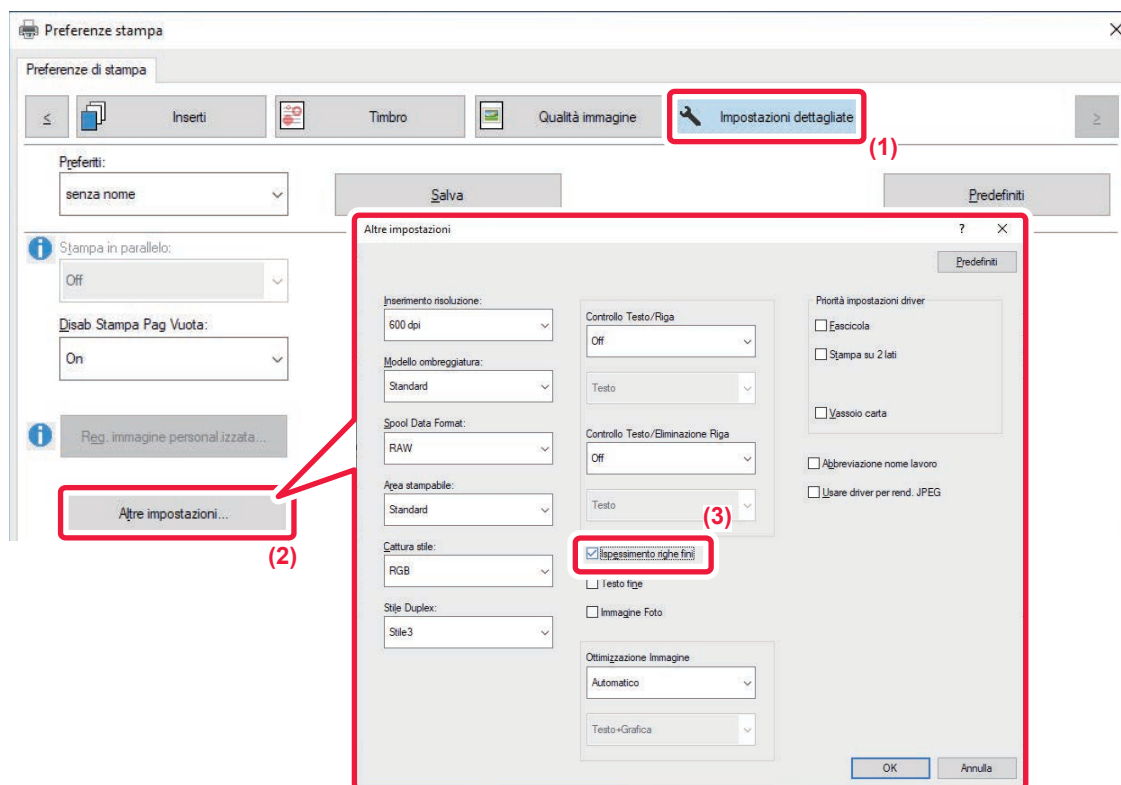 Preferenze stampa
Preferenze di stampa
≤
Inserti
Timbro
Qualità immagine
Impostazioni dettagliate
≥
(1)
Preferiti:
senza nome
Salva
Predefiniti
Stampa in parallelo:
Off
Disab Stampa Pag Vuota:
On
Reg. immagine personalizzata...
Altre impostazioni...
(2)
Altre impostazioni
?
Predefiniti
Inserimento risoluzione:
600 dpi
Modello ombreggiatura:
Standard
Spool Data Format:
RAW
Area stampabile:
Standard
Cattura stile:
RGB
Stile Duplex:
Stile3
Controllo Testo/Riga
Off
Testo
Controllo Testo/Eliminazione Riga
Off
Testo
(3)
Ispessimento righe fini
Testo fine
Immagine Foto
Ottimizzazione Immagine
Automatico
Testo+Grafica
Priorità impostazioni driver
Fascicola
Stampa su 2 lati
Vassoio carta
Abbreviazione nome lavoro
Usare driver per rend. JPEG
OK
Annulla